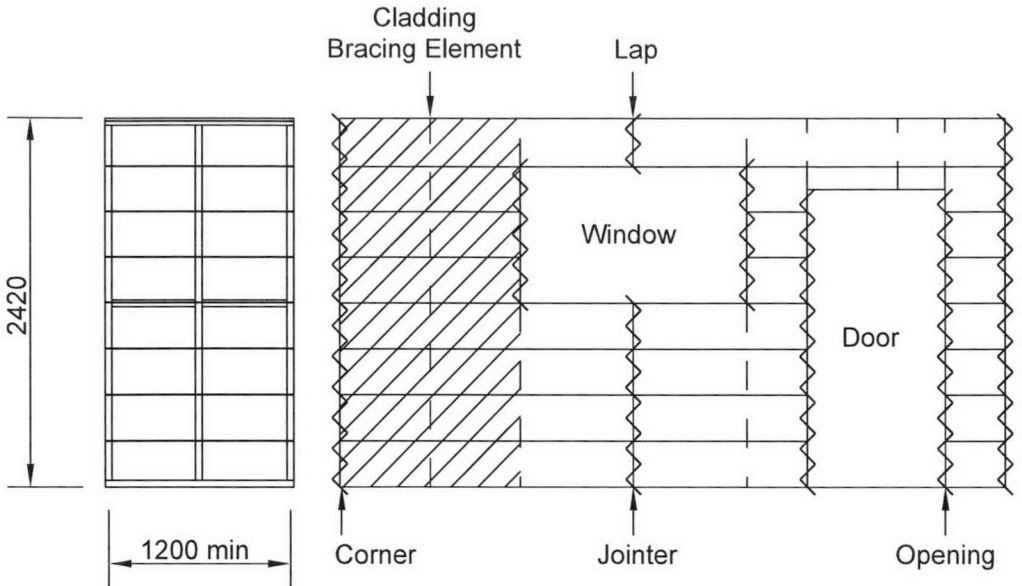 Cladding
Bracing Element
Lap
Window
2420
Door
1200 min
Corner
Jointer
Opening